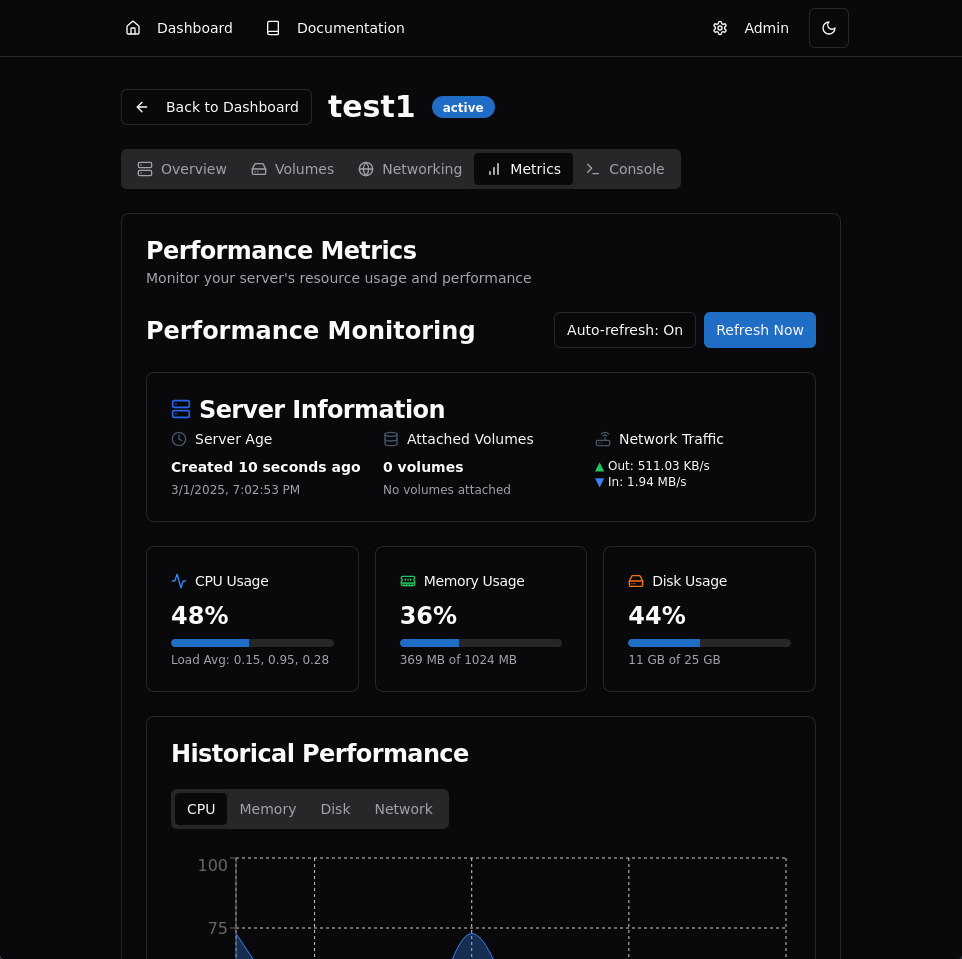 Dashboard Documentation Admin
Back to Dashboard test1 active
Overview Volumes Networking Metrics Console
Performance Metrics
Monitor your server's resource usage and performance
Performance Monitoring Auto-refresh: On Refresh Now
Server Information
Server Age Attached Volumes Network Traffic
Created 10 seconds ago 0 volumes ▲ Out: 511.03 KB/s
3/1/2025, 7:02:53 PM No volumes attached ▼ In: 1.94 MB/s
CPU Usage Memory Usage Disk Usage
48% 36% 44%
Load Avg: 0.15, 0.95, 0.28 369 MB of 1024 MB 11 GB of 25 GB
Historical Performance
CPU Memory Disk Network
100
75